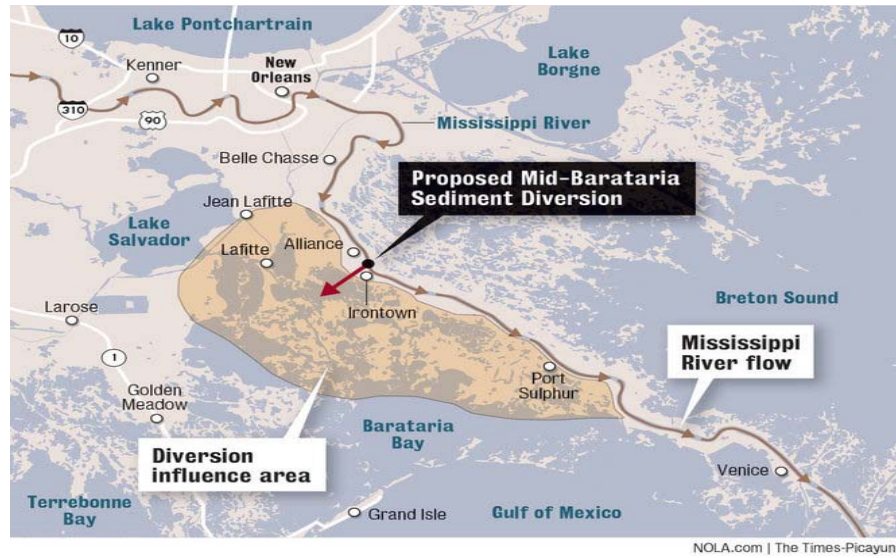 Lake Pontchartrain
10
Kenner
New
Orleans
Lake
Borgne
310
90
Mississippi River
Belle Chasse
Proposed Mid-Barataria
Sediment Diversion
Jean Lafitte
Lake
Salvador
Lafitte
Alliance
Irontown
Larose
Breton Sound
1
Mississippi
River flow
Port
Sulphur
Golden
Meadow
Barataria
Bay
Diversion
influence area
Venice
Terrebonne
Bay
Grand Isle
Gulf of Mexico
NOLA.com | The Times-Picayun